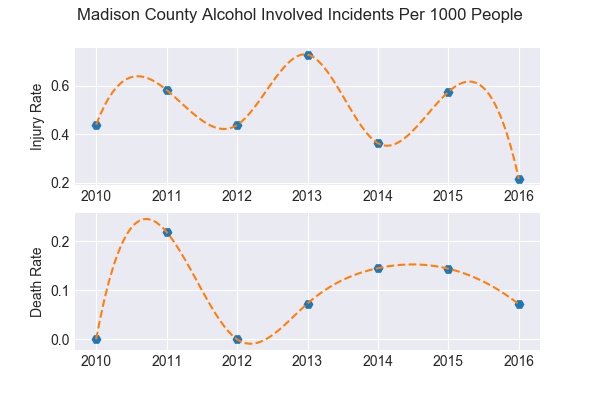 Madison County Alcohol Involved Incidents Per 1000 People
Injury Rate
0.6
0.4
0.2
2010 2011 2012 2013 2014 2015 2016
Death Rate
0.2
0.1
0.0
2010 2011 2012 2013 2014 2015 2016